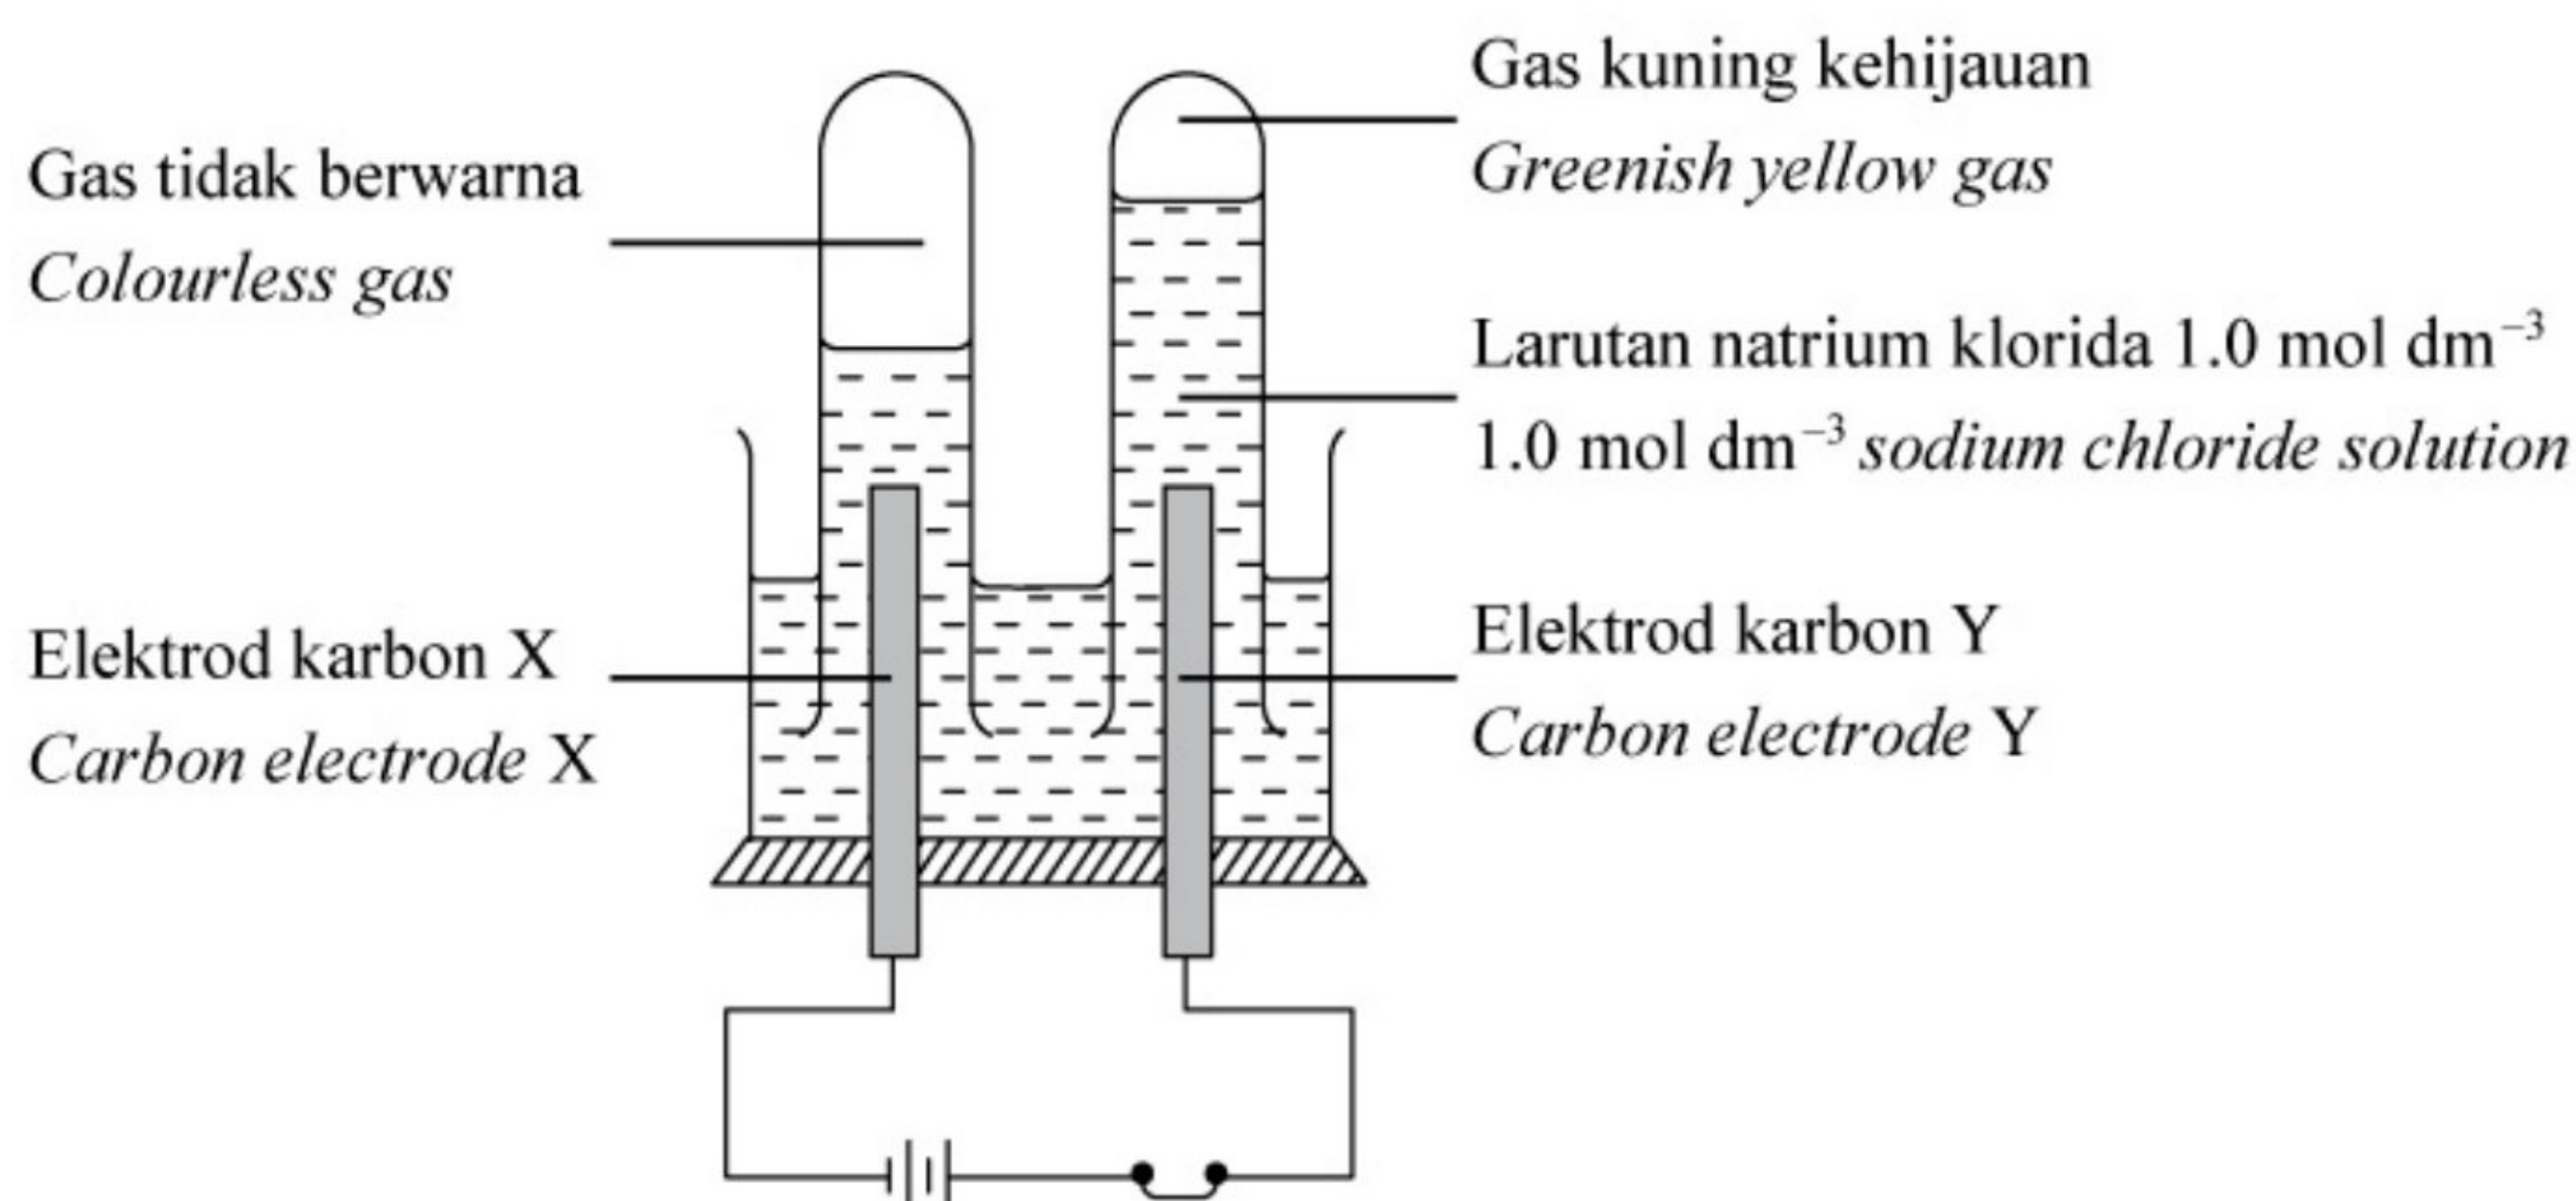 Gas tidak berwarna
Colourless gas
Elektrod karbon X
Carbon electrode X
Gas kuning kehijauan
Greenish yellow gas
Larutan natrium klorida 1.0 mol dm⁻³
1.0 mol dm⁻³ sodium chloride solution
Elektrod karbon Y
Carbon electrode Y